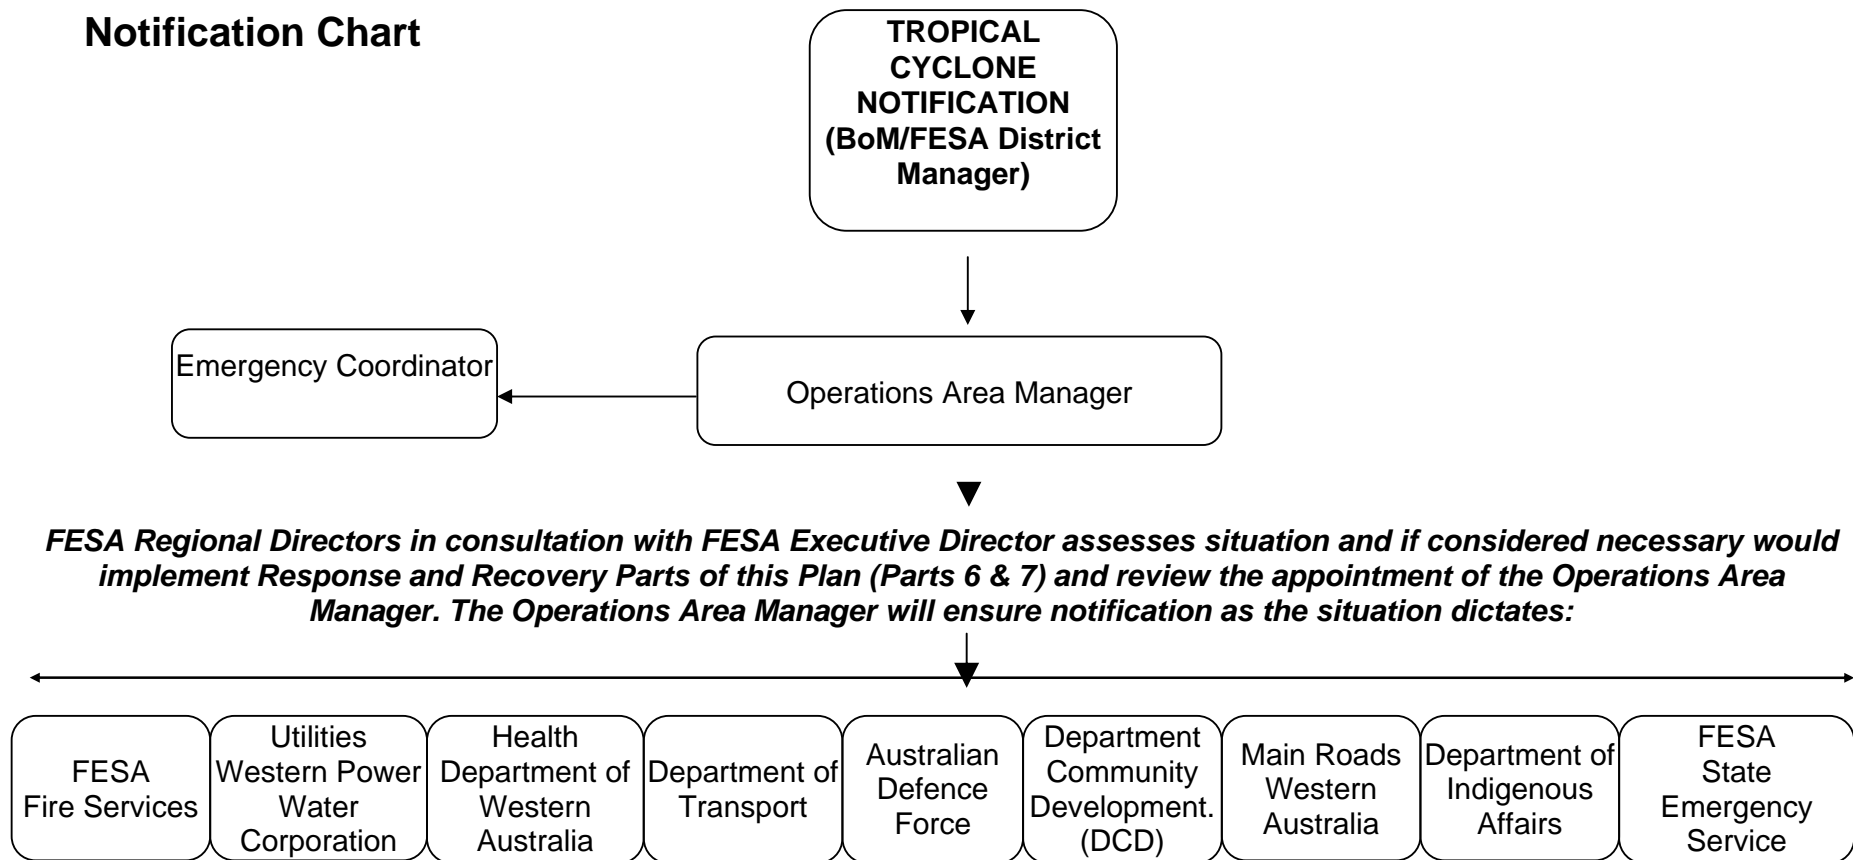 Notification Chart
TROPICAL
CYCLONE
NOTIFICATION
(BoM/FESA District
Manager)
Emergency Coordinator
Operations Area Manager
FESA Regional Directors in consultation with FESA Executive Director assesses situation and if considered necessary would
implement Response and Recovery Parts of this Plan (Parts 6 & 7) and review the appointment of the Operations Area
Manager. The Operations Area Manager will ensure notification as the situation dictates:
FESA
Fire Services
Utilities
Western Power
Water
Corporation
Health
Department of
Western
Australia
Department of
Transport
Australian
Defence
Force
Department
Community
Development.
(DCD)
Main Roads
Western
Australia
Department of
Indigenous
Affairs
FESA
State
Emergency
Service